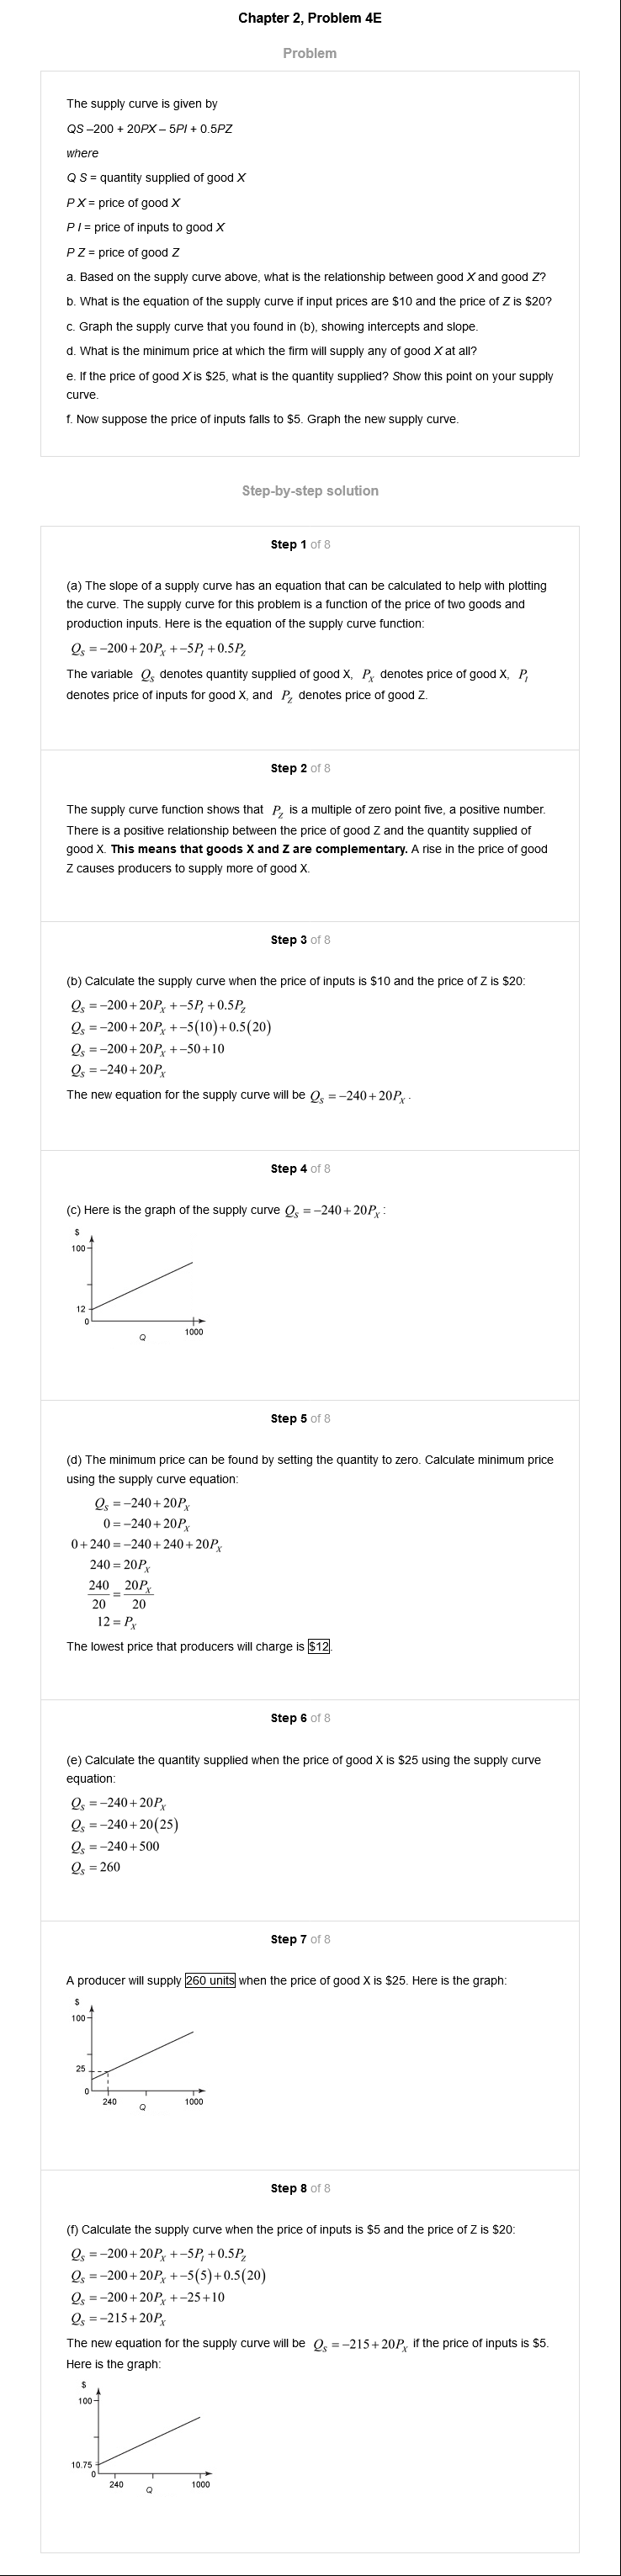 Chapter 2, Problem 4E
Problem
The supply curve is given by
QS –200 + 20PX – 5PI + 0.5PZ
where
Q S = quantity supplied of good X
P X = price of good X
P I = price of inputs to good X
P Z = price of good Z
a. Based on the supply curve above, what is the relationship between good X and good Z?
b. What is the equation of the supply curve if input prices are $10 and the price of Z is $20?
c. Graph the supply curve that you found in (b), showing intercepts and slope.
d. What is the minimum price at which the firm will supply any of good X at all?
e. If the price of good X is $25, what is the quantity supplied? Show this point on your supply
curve.
f. Now suppose the price of inputs falls to $5. Graph the new supply curve.
Step-by-step solution
Step 1 of 8
(a) The slope of a supply curve has an equation that can be calculated to help with plotting
the curve. The supply curve for this problem is a function of the price of two goods and
production inputs. Here is the equation of the supply curve function:
Q_S = −200 + 20P_X + −5P_I + 0.5P_Z
The variable Q_S denotes quantity supplied of good X, P_X denotes price of good X, P_I
denotes price of inputs for good X, and P_Z denotes price of good Z.
Step 2 of 8
The supply curve function shows that P_Z is a multiple of zero point five, a positive number.
There is a positive relationship between the price of good Z and the quantity supplied of
good X. This means that goods X and Z are complementary. A rise in the price of good
Z causes producers to supply more of good X.
Step 3 of 8
(b) Calculate the supply curve when the price of inputs is $10 and the price of Z is $20:
Q_S = −200 + 20P_X + −5P_I + 0.5P_Z
Q_S = −200 + 20P_X + −5(10) + 0.5(20)
Q_S = −200 + 20P_X + −50 + 10
Q_S = −240 + 20P_X
The new equation for the supply curve will be Q_S = −240 + 20P_X.
Step 4 of 8
(c) Here is the graph of the supply curve Q_S = −240 + 20P_X:
$
100
12
0
1000
Q
Step 5 of 8
(d) The minimum price can be found by setting the quantity to zero. Calculate minimum price
using the supply curve equation:
Q_S = −240 + 20P_X
0 = −240 + 20P_X
0 + 240 = −240 + 240 + 20P_X
240 = 20P_X
240/20 = 20P_X/20
12 = P_X
The lowest price that producers will charge is $12.
Step 6 of 8
(e) Calculate the quantity supplied when the price of good X is $25 using the supply curve
equation:
Q_S = −240 + 20P_X
Q_S = −240 + 20(25)
Q_S = −240 + 500
Q_S = 260
Step 7 of 8
A producer will supply 260 units when the price of good X is $25. Here is the graph:
$
100
25
0
240
1000
Q
Step 8 of 8
(f) Calculate the supply curve when the price of inputs is $5 and the price of Z is $20:
Q_S = −200 + 20P_X + −5P_I + 0.5P_Z
Q_S = −200 + 20P_X + −5(5) + 0.5(20)
Q_S = −200 + 20P_X + −25 + 10
Q_S = −215 + 20P_X
The new equation for the supply curve will be Q_S = −215 + 20P_X if the price of inputs is $5.
Here is the graph:
$
100
10.75
0
240
1000
Q